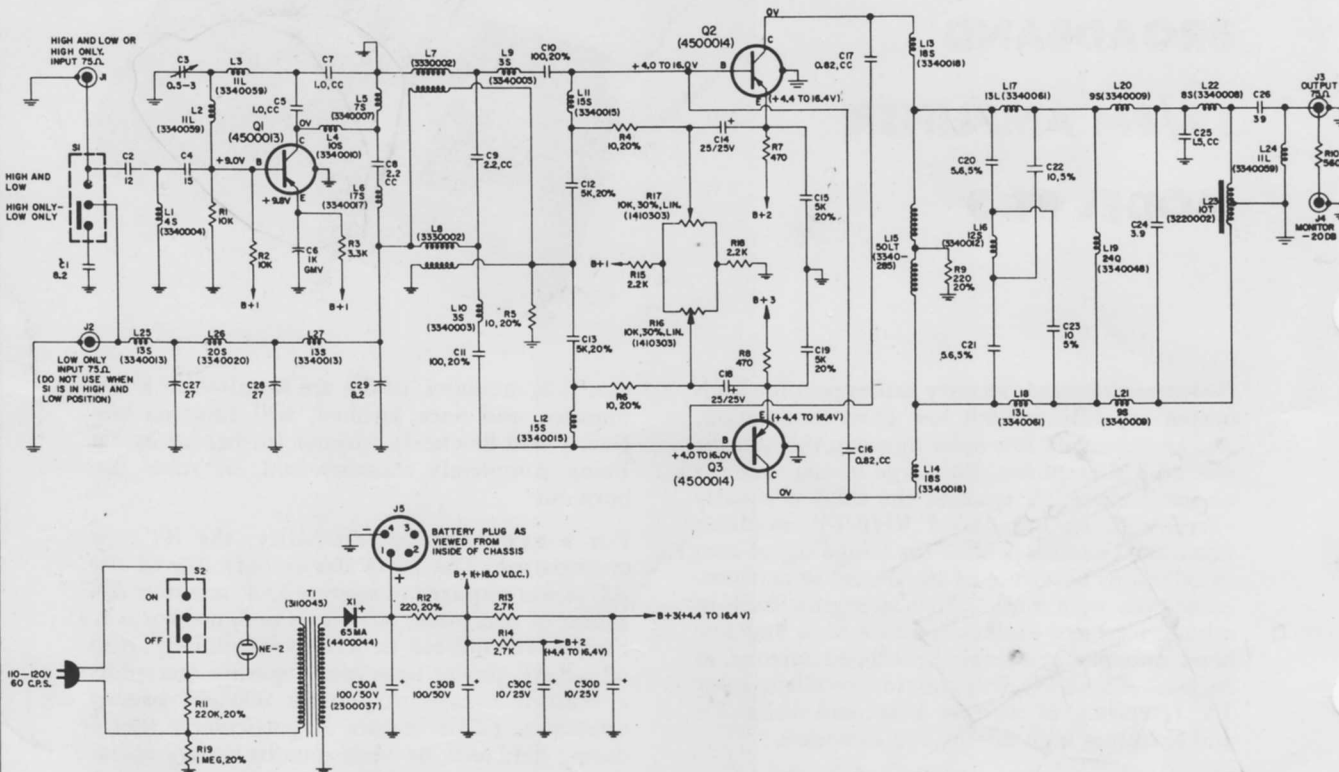 HIGH AND LOW OR
HIGH ONLY.
INPUT 75Ω
J1
C3
0.5-3
L3
11L
(3340059)
L2
11L
(3340059)
C7
1.0, CC
C5
1.0, CC
Q1
(4500013)
0V
C
B
E
+9.0V
+9.8V
L4
10S
(3340010)
L5
7S
(3340007)
C8
2.2
CC
L6
17S
(3340017)
S1
HIGH AND
LOW
HIGH ONLY-
LOW ONLY
C1
8.2
C2
12
C4
15
L1
4S
(3340004)
R1
10K
R2
10K
B+1
C6
1K
GMV
R3
3.3K
B+1
J2
LOW ONLY
INPUT 75Ω
(DO NOT USE WHEN
S1 IS IN HIGH AND
LOW POSITION)
L25
13S
(3340013)
L26
20S
(3340020)
L27
13S
(3340013)
C27
27
C28
27
C29
8.2
L7
(3330002)
L9
3S
(3340003)
C10
100,20%
C9
2.2, CC
L8
(3330002)
L10
3S
(3340003)
C11
100,20%
R5
10,20%
L11
15S
(3340015)
C12
5K,20%
C13
5K,20%
L12
15S
(3340015)
R4
10,20%
R6
10,20%
R17
10K,30%, LIN.
(1410303)
R15
2.2K
B+1
R18
2.2K
R16
10K,30%,LIN.
(1410303)
C14
25/25V
C18
25/25V
Q2
(4500014)
+4.0 TO 16.0V
0V
B
C
E
(+4.4 TO 16.4V)
R7
470
B+2
B+3
R8
470
C15
5K
20%
C19
5K
20%
(+4.4 TO 16.4V)
+4.0 TO 16.0V
B
E
C
Q3
(4500014)
0V
C17
0.82, CC
C16
0.82, CC
L13
18S
(3340018)
L15
50LT
(3340-
285)
R9
220
20%
L14
18S
(3340018)
L17
13L(3340061)
C20
5.6,5%
C22
10,5%
L16
12S
(3340012)
C21
5.6,5%
C23
10
5%
L18
13L
(3340061)
L19
24Q
(3340048)
L20
9S(3340009)
L21
9S
(3340009)
C24
3.9
C25
1.5, CC
L22
8S(3340008)
L23
10T
(3222002)
C26
39
L24
11L
(3340059)
J3
OUTPUT
75Ω
R10
560
J4
MONITOR
-20DB
J5
4
3
1
2
BATTERY PLUG AS
VIEWED FROM
INSIDE OF CHASSIS
110-120V
60 C.P.S.
S2
ON
OFF
NE-2
R11
220K,20%
R19
1 MEG,20%
T1
(3110045)
X1
65MA
(4400044)
R12
220,20%
B+1(+18.0 V.D.C.)
R13
2.7K
B+3(+4.4 TO 16.4V)
R14
2.7K
B+2
(+4.4 TO 16.4V)
C30A
100/50V
(2300037)
C30B
100/50V
C30C
10/25V
C30D
10/25V